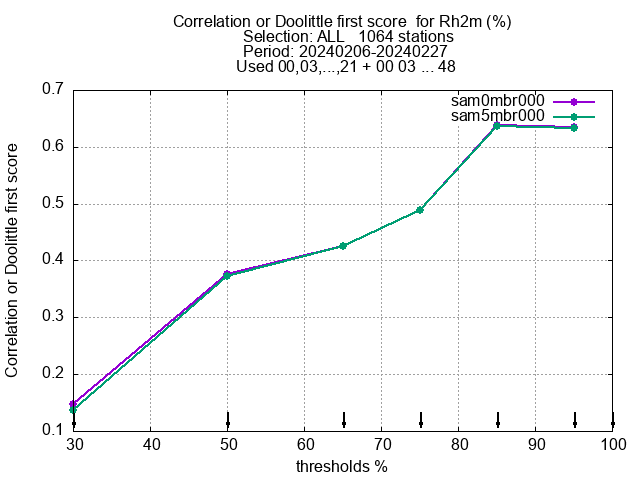 Correlation or Doolittle first score  for Rh2m (%)
Selection: ALL   1064 stations
Period: 20240206-20240227
Used 00,03,...,21 + 00 03 ... 48
sam0mbr000
sam5mbr000
0.7
0.6
0.5
0.4
0.3
0.2
0.1
Correlation or Doolittle first score
30 40 50 60 70 80 90 100
thresholds %